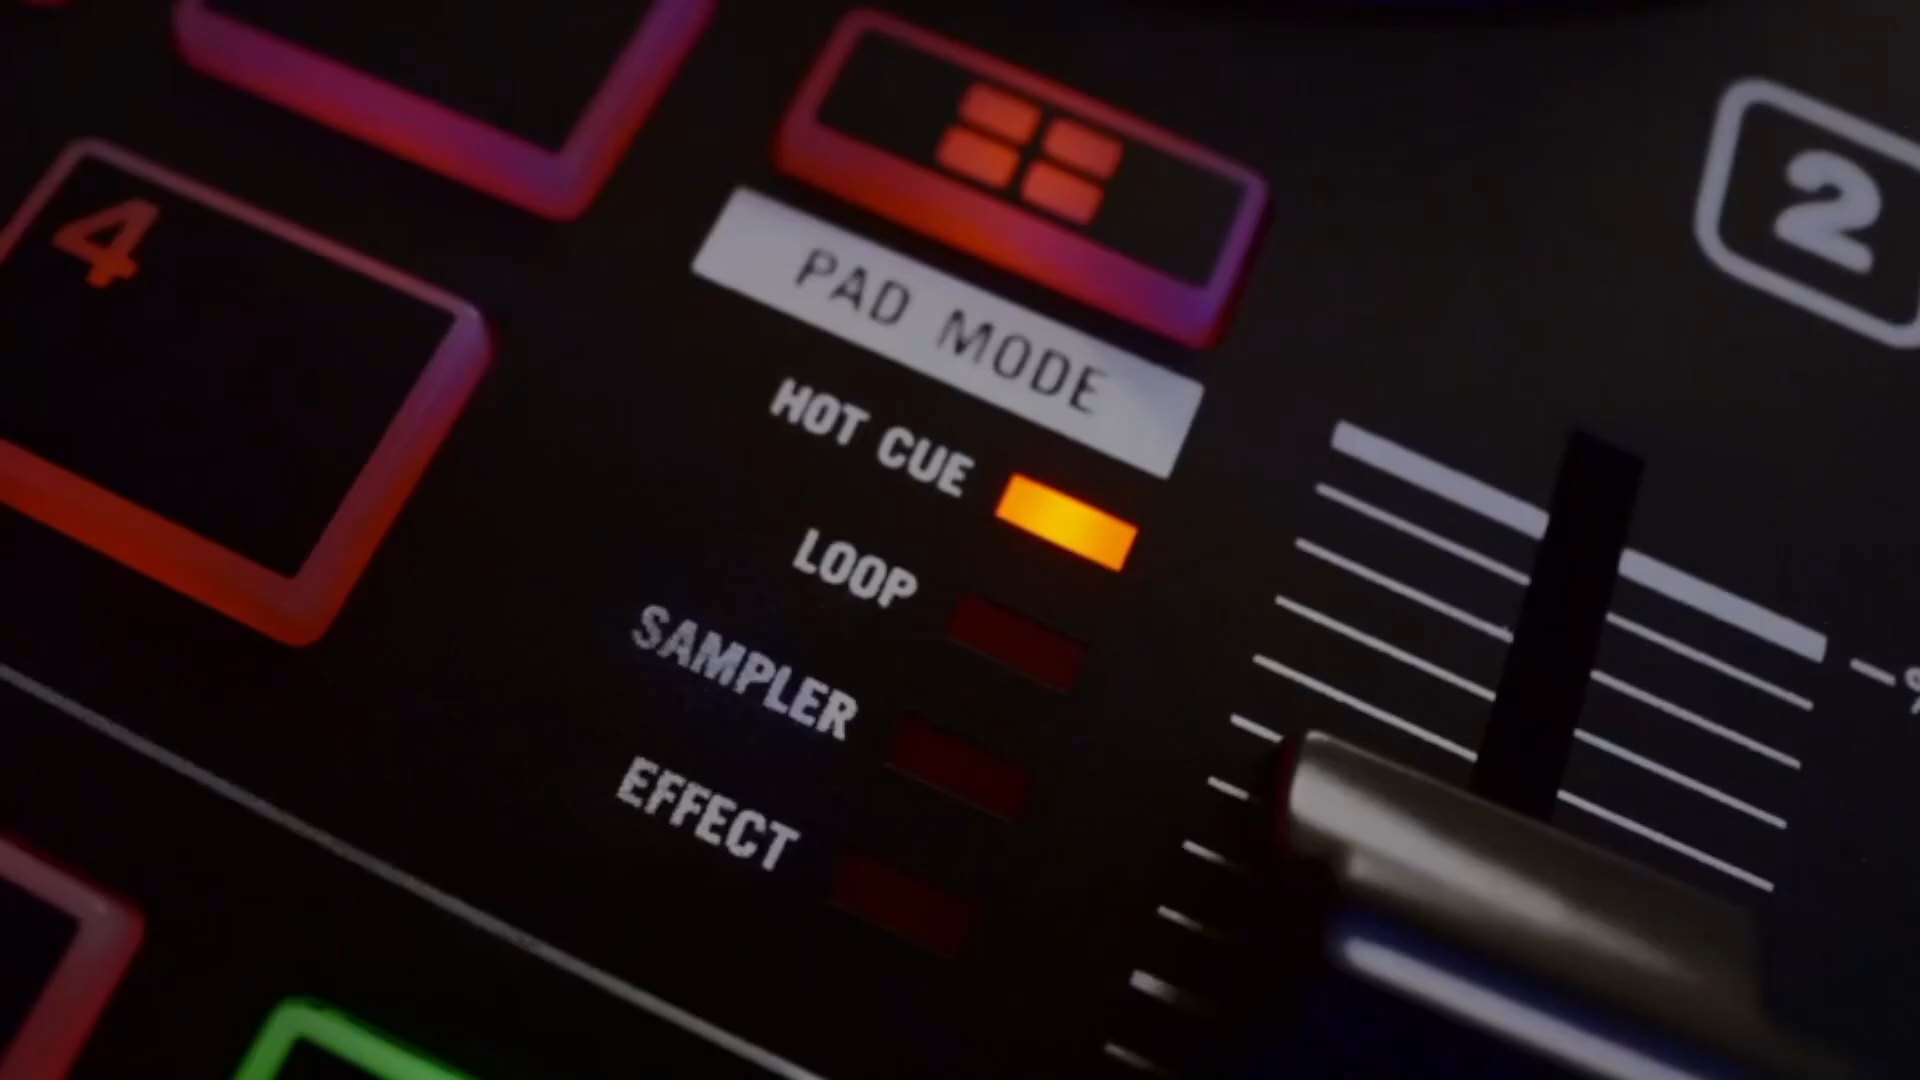 4
2
PAD MODE
HOT CUE
LOOP
SAMPLER
EFFECT